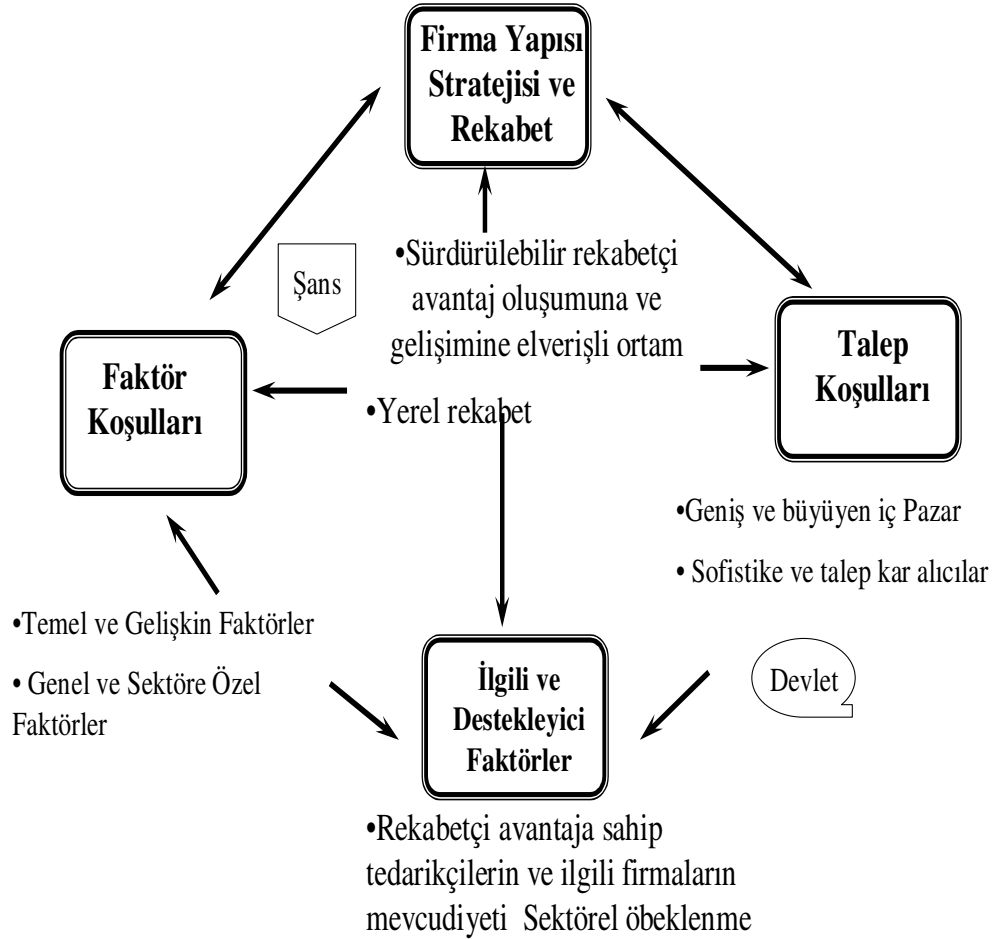 Firma Yapısı
Stratejisi ve
Rekabet
•Sürdürülebilir rekabetçi
avantaj oluşumuna ve
gelişimine elverişli ortam
•Yerel rekabet
Şans
Faktör
Koşulları
Talep
Koşulları
•Geniş ve büyüyen iç Pazar
• Sofistike ve talep kar alıcılar
•Temel ve Gelişkin Faktörler
• Genel ve Sektöre Özel
Faktörler
İlgili ve
Destekleyici
Faktörler
Devlet
•Rekabetçi avantaja sahip
tedarikçilerin ve ilgili firmaların
mevcudiyeti Sektörel öbeklenme